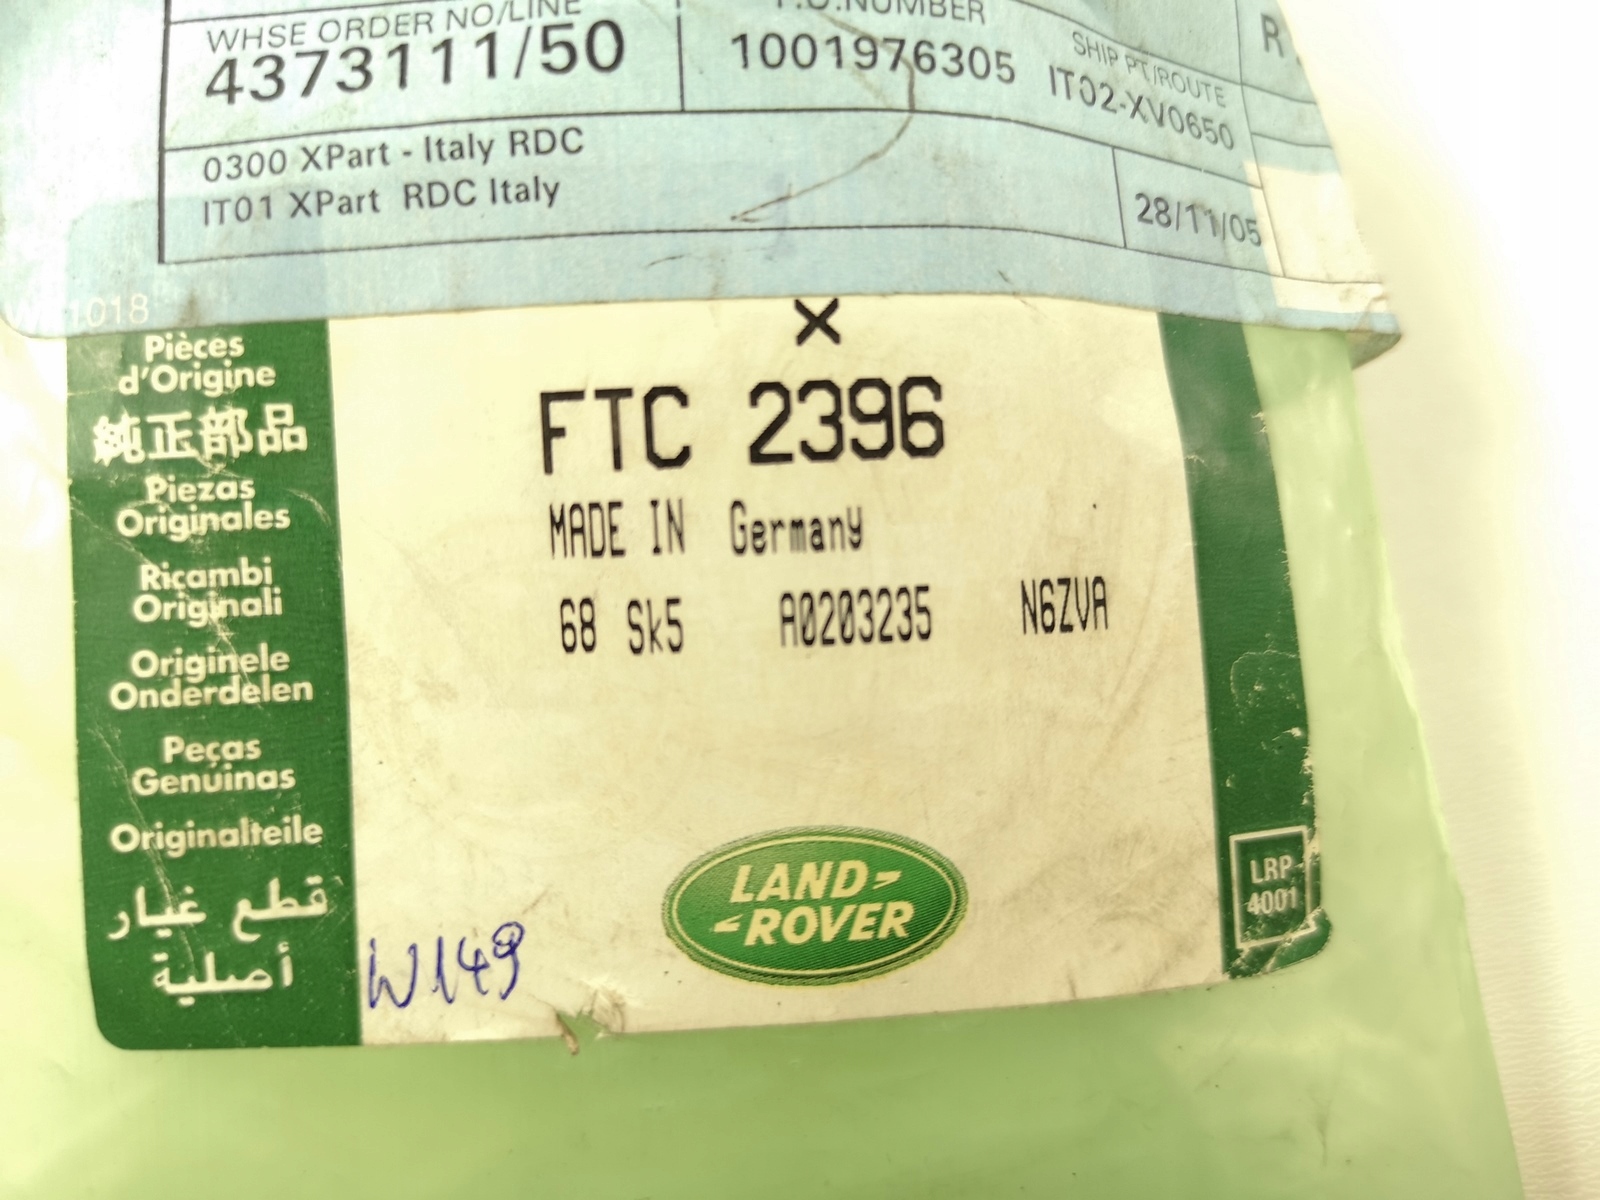 WHSE ORDER NO/LINE
4373111/50
P.O.NUMBER
1001976305
SHIP PT/ROUTE
IT02-XV0650
R
0300 XPart - Italy RDC
IT01 XPart RDC Italy
28/11/05
1018
X
FTC 2396
MADE IN Germany
68 Sk5 A0203235 N6ZVA
Pièces
d'Origine
純正部品
Piezas
Originales
Ricambi
Originali
Originele
Onderdelen
Peças
Genuinas
Originalteile
قطع غيار
أصلية
W149
LAND
ROVER
LRP
4001